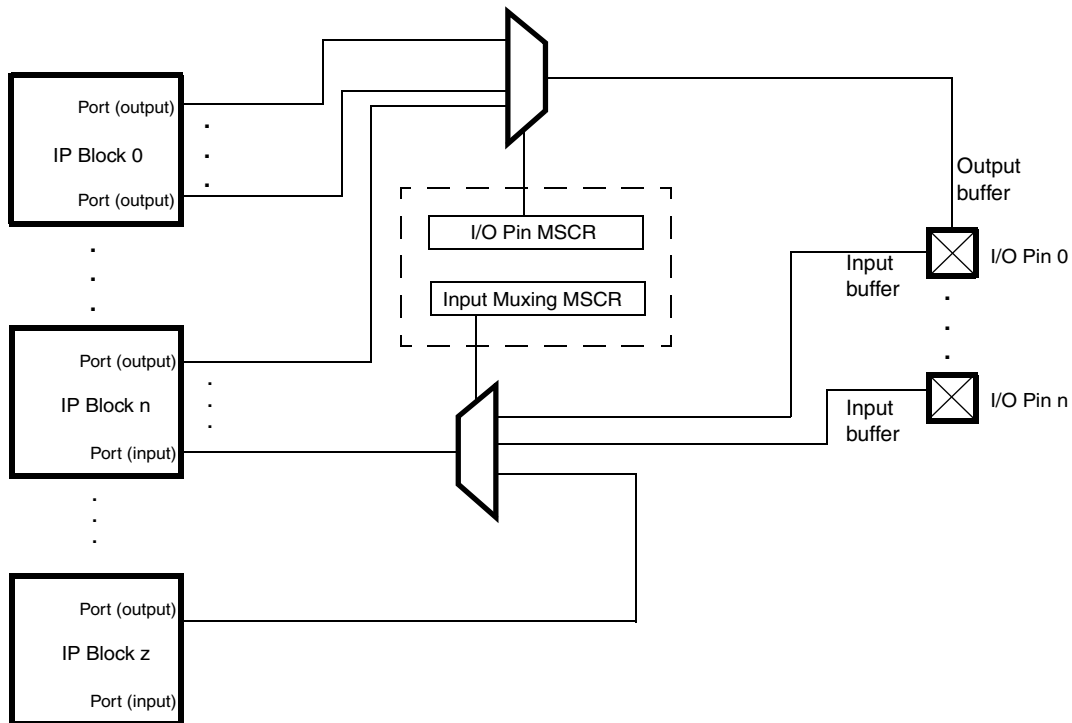 Port (output)
IP Block 0
Port (output)
Output
buffer
I/O Pin MSCR
I/O Pin 0
Input
buffer
Input Muxing MSCR
Port (output)
IP Block n
Port (input)
I/O Pin n
Input
buffer
Port (output)
IP Block z
Port (input)